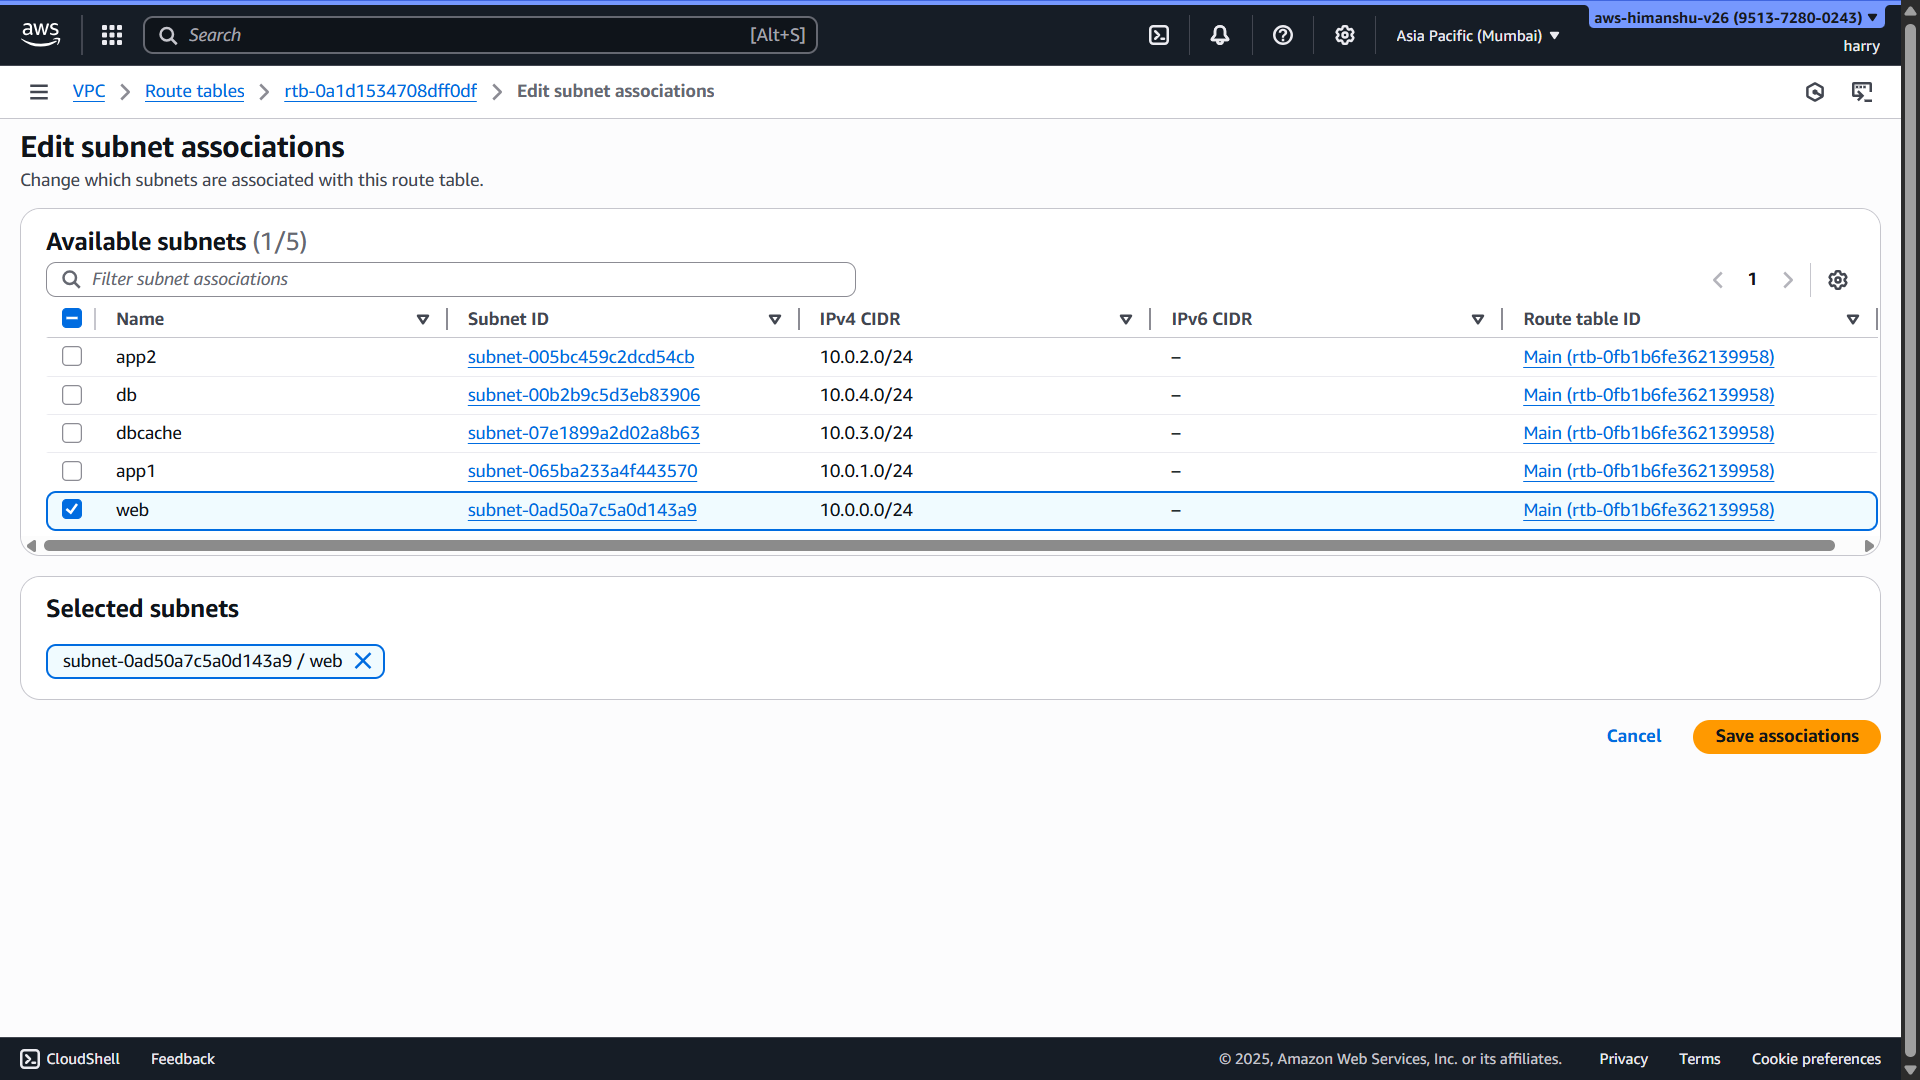 aws
Search [Alt+S]
Asia Pacific (Mumbai)
aws-himanshu-v26 (9513-7280-0243)
harry
VPC
Route tables
rtb-0a1d1534708dff0df
Edit subnet associations
Edit subnet associations
Change which subnets are associated with this route table.
Available subnets (1/5)
Filter subnet associations
1
Name Subnet ID IPv4 CIDR IPv6 CIDR Route table ID
app2 subnet-005bc459c2dcd54cb 10.0.2.0/24 – Main (rtb-0fb1b6fe362139958)
db subnet-00b2b9c5d3eb83906 10.0.4.0/24 – Main (rtb-0fb1b6fe362139958)
dbcache subnet-07e1899a2d02a8b63 10.0.3.0/24 – Main (rtb-0fb1b6fe362139958)
app1 subnet-065ba233a4f443570 10.0.1.0/24 – Main (rtb-0fb1b6fe362139958)
web subnet-0ad50a7c5a0d143a9 10.0.0.0/24 – Main (rtb-0fb1b6fe362139958)
Selected subnets
subnet-0ad50a7c5a0d143a9 / web
Cancel
Save associations
CloudShell Feedback © 2025, Amazon Web Services, Inc. or its affiliates. Privacy Terms Cookie preferences